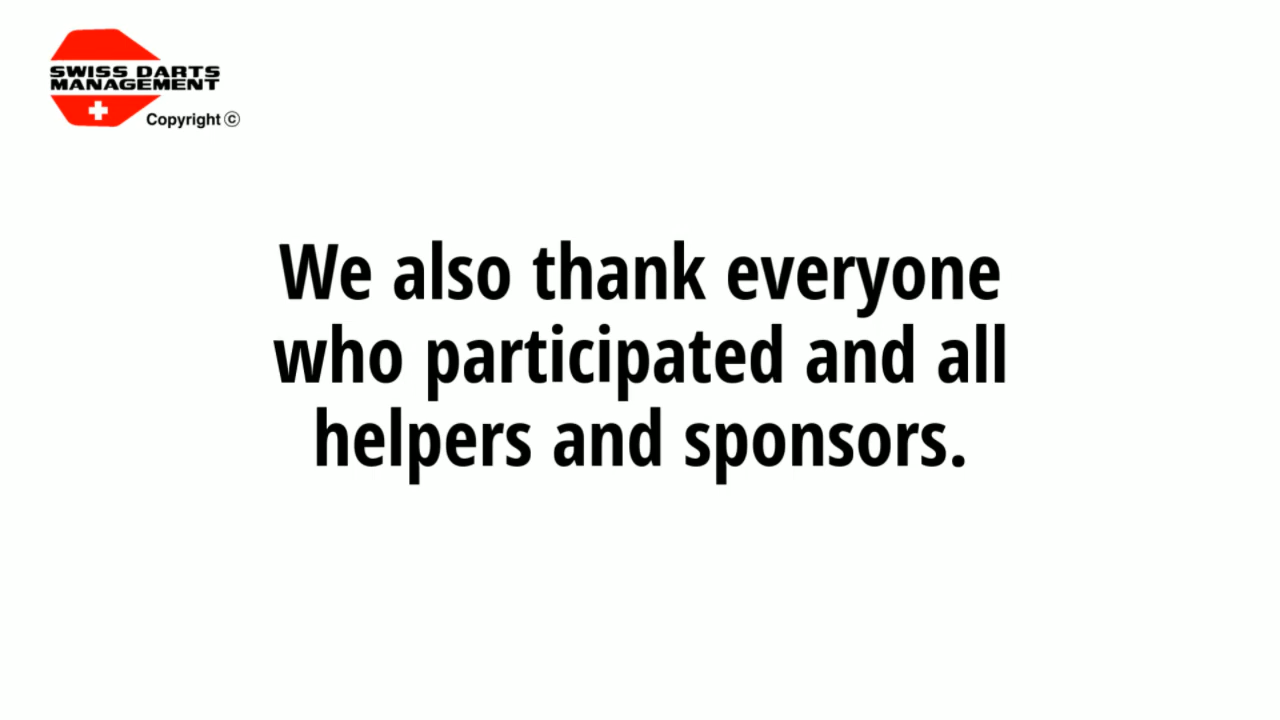 SWISS DARTS
MANAGEMENT
Copyright ©
We also thank everyone
who participated and all
helpers and sponsors.